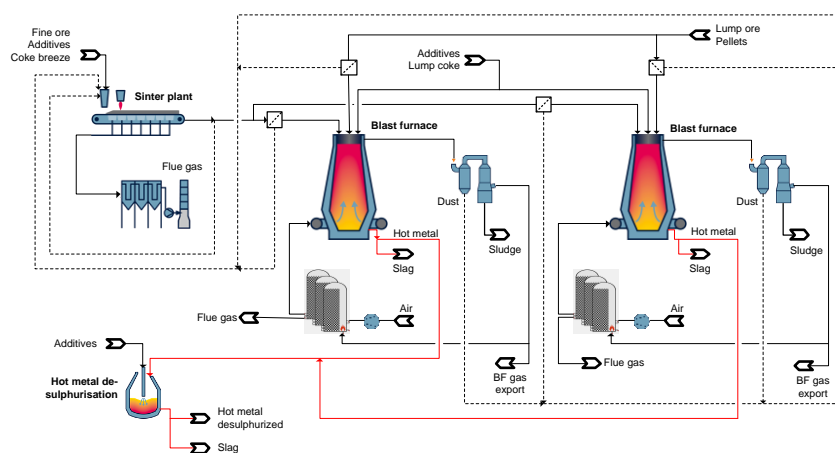 Fine ore
Additives
Coke breeze
Sinter plant
Flue gas
Additives
Lump coke
Lump ore
Pellets
Blast furnace
Blast furnace
Dust
Dust
Hot metal
Hot metal
Sludge
Sludge
Slag
Slag
Flue gas
Air
Air
Flue gas
BF gas
export
BF gas
export
Additives
Hot metal de-
sulphurisation
Hot metal
desulphurized
Slag